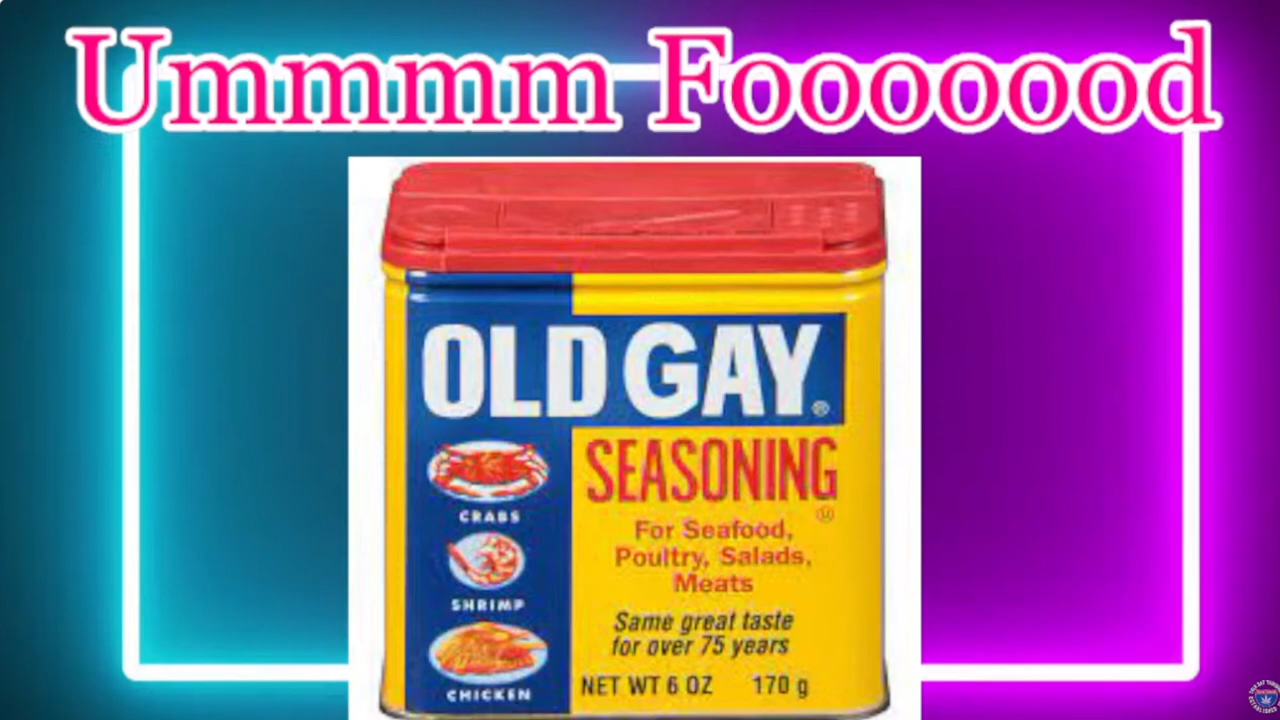 Ummmm Fooooood
OLD GAY®
SEASONING
CRABS
For Seafood,
Poultry, Salads,
Meats
SHRIMP
Same great taste
for over 75 years
CHICKEN
NET WT 6 OZ 170 g